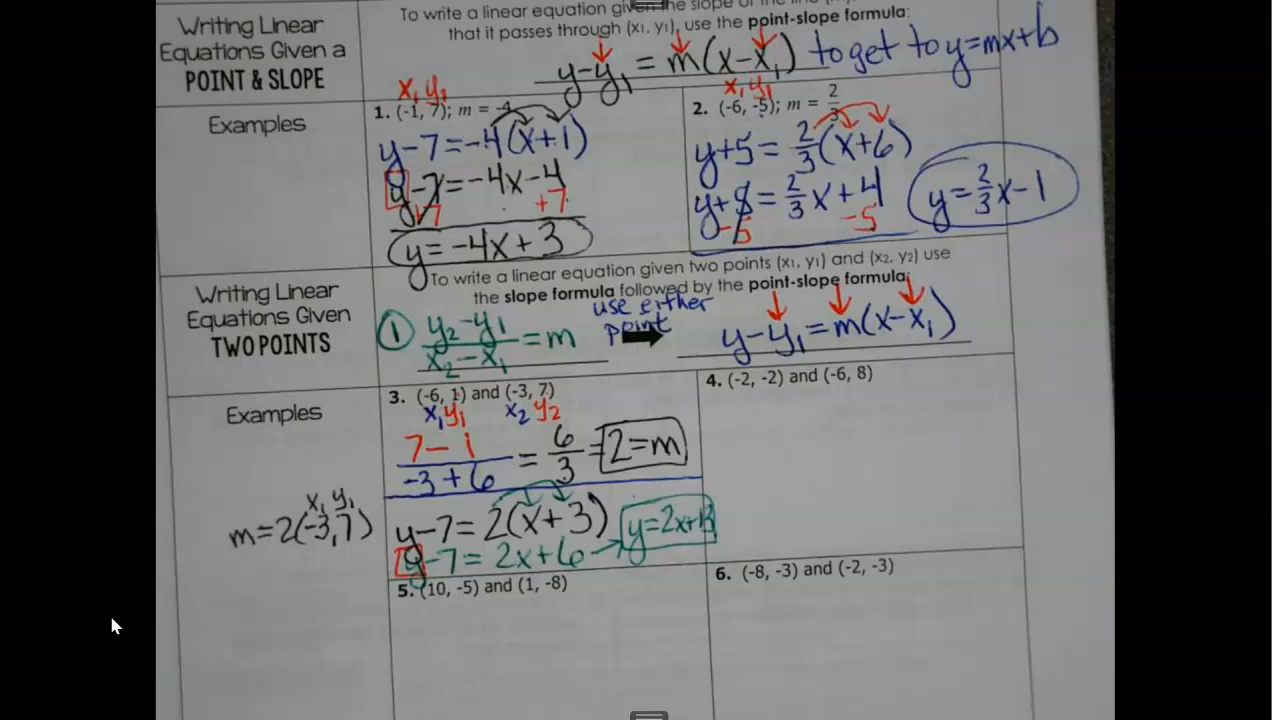 Writing Linear
Equations Given a
POINT & SLOPE
To write a linear equation given the slope of the line
that it passes through (x₁, y₁), use the point-slope formula:
y-y₁ = m(x-x₁) to get to y=mx+b
Examples
x₁ y₁
1. (-1, 7); m = -4
y-7=-4(x+1)
y-7=-4x-4
+7 +7
y=-4x+3
x₁ y₁
2. (-6, -5); m = 2/3
y+5 = 2/3(x+6)
y+5 = 2/3x+4
-5 -5
y=2/3x-1
Writing Linear
Equations Given
TWO POINTS
To write a linear equation given two points (x₁, y₁) and (x₂, y₂) use
the slope formula followed by the point-slope formula:
① y₂-y₁/x₂-x₁ = m
use either
point
y-y₁=m(x-x₁)
Examples
3. (-6, 1) and (-3, 7)
x₁ y₁ x₂ y₂
7-1/-3+6 = 6/3 = 2=m
x₁ y₁
m=2(-3,7)
y-7=2(x+3)
y-7=2x+6 → y=2x+13
4. (-2, -2) and (-6, 8)
5. (10, -5) and (1, -8)
6. (-8, -3) and (-2, -3)